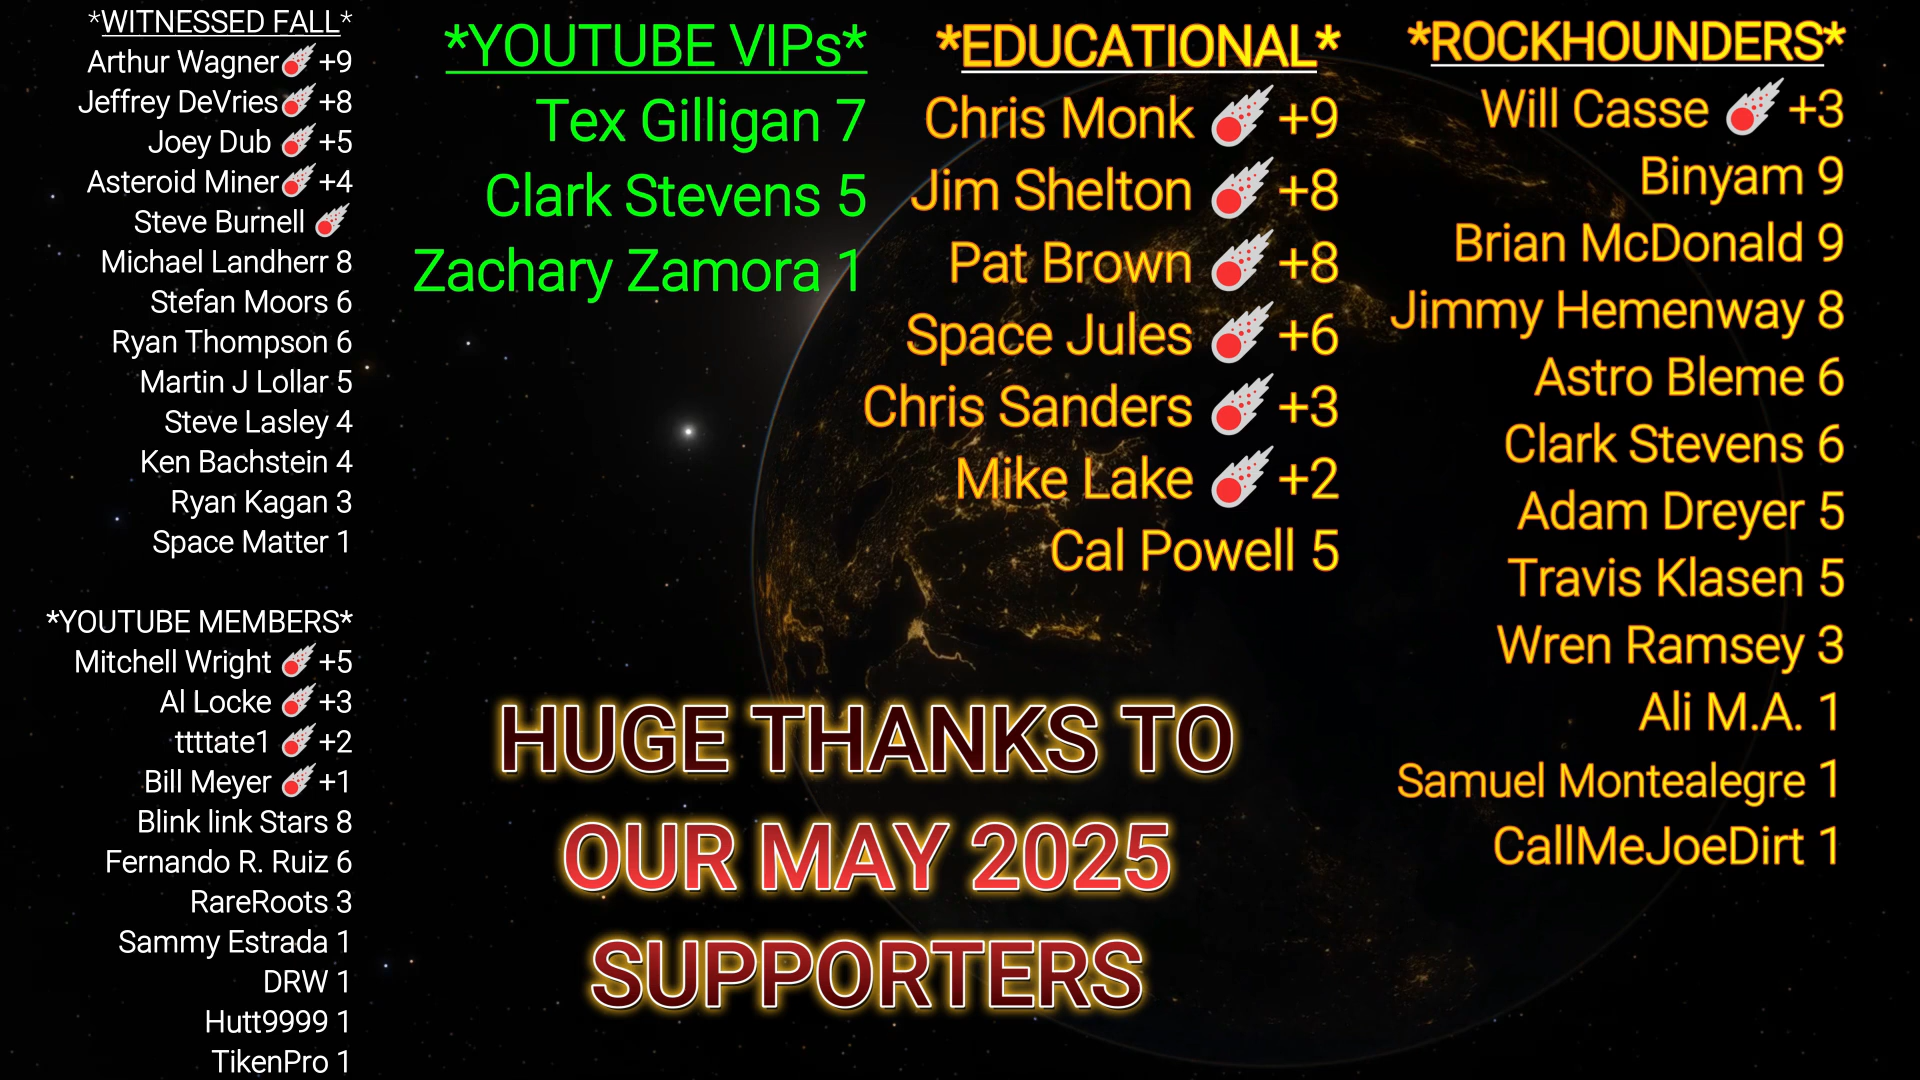 *WITNESSED FALL*
Arthur Wagner☄ +9
Jeffrey DeVries☄ +8
Joey Dub ☄ +5
Asteroid Miner☄ +4
Steve Burnell ☄
Michael Landherr 8
Stefan Moors 6
Ryan Thompson 6
Martin J Lollar 5
Steve Lasley 4
Ken Bachstein 4
Ryan Kagan 3
Space Matter 1
*YOUTUBE MEMBERS*
Mitchell Wright ☄ +5
Al Locke ☄ +3
ttttate1 ☄ +2
Bill Meyer ☄ +1
Blink link Stars 8
Fernando R. Ruiz 6
RareRoots 3
Sammy Estrada 1
DRW 1
Hutt9999 1
TikenPro 1
*YOUTUBE VIPs*
Tex Gilligan 7
Clark Stevens 5
Zachary Zamora 1
*EDUCATIONAL*
Chris Monk ☄ +9
Jim Shelton ☄ +8
Pat Brown ☄ +8
Space Jules ☄ +6
Chris Sanders ☄ +3
Mike Lake ☄ +2
Cal Powell 5
*ROCKHOUNDERS*
Will Casse ☄ +3
Binyam 9
Brian McDonald 9
Jimmy Hemenway 8
Astro Bleme 6
Clark Stevens 6
Adam Dreyer 5
Travis Klasen 5
Wren Ramsey 3
Ali M.A. 1
Samuel Montealegre 1
CallMeJoeDirt 1
HUGE THANKS TO
OUR MAY 2025
SUPPORTERS